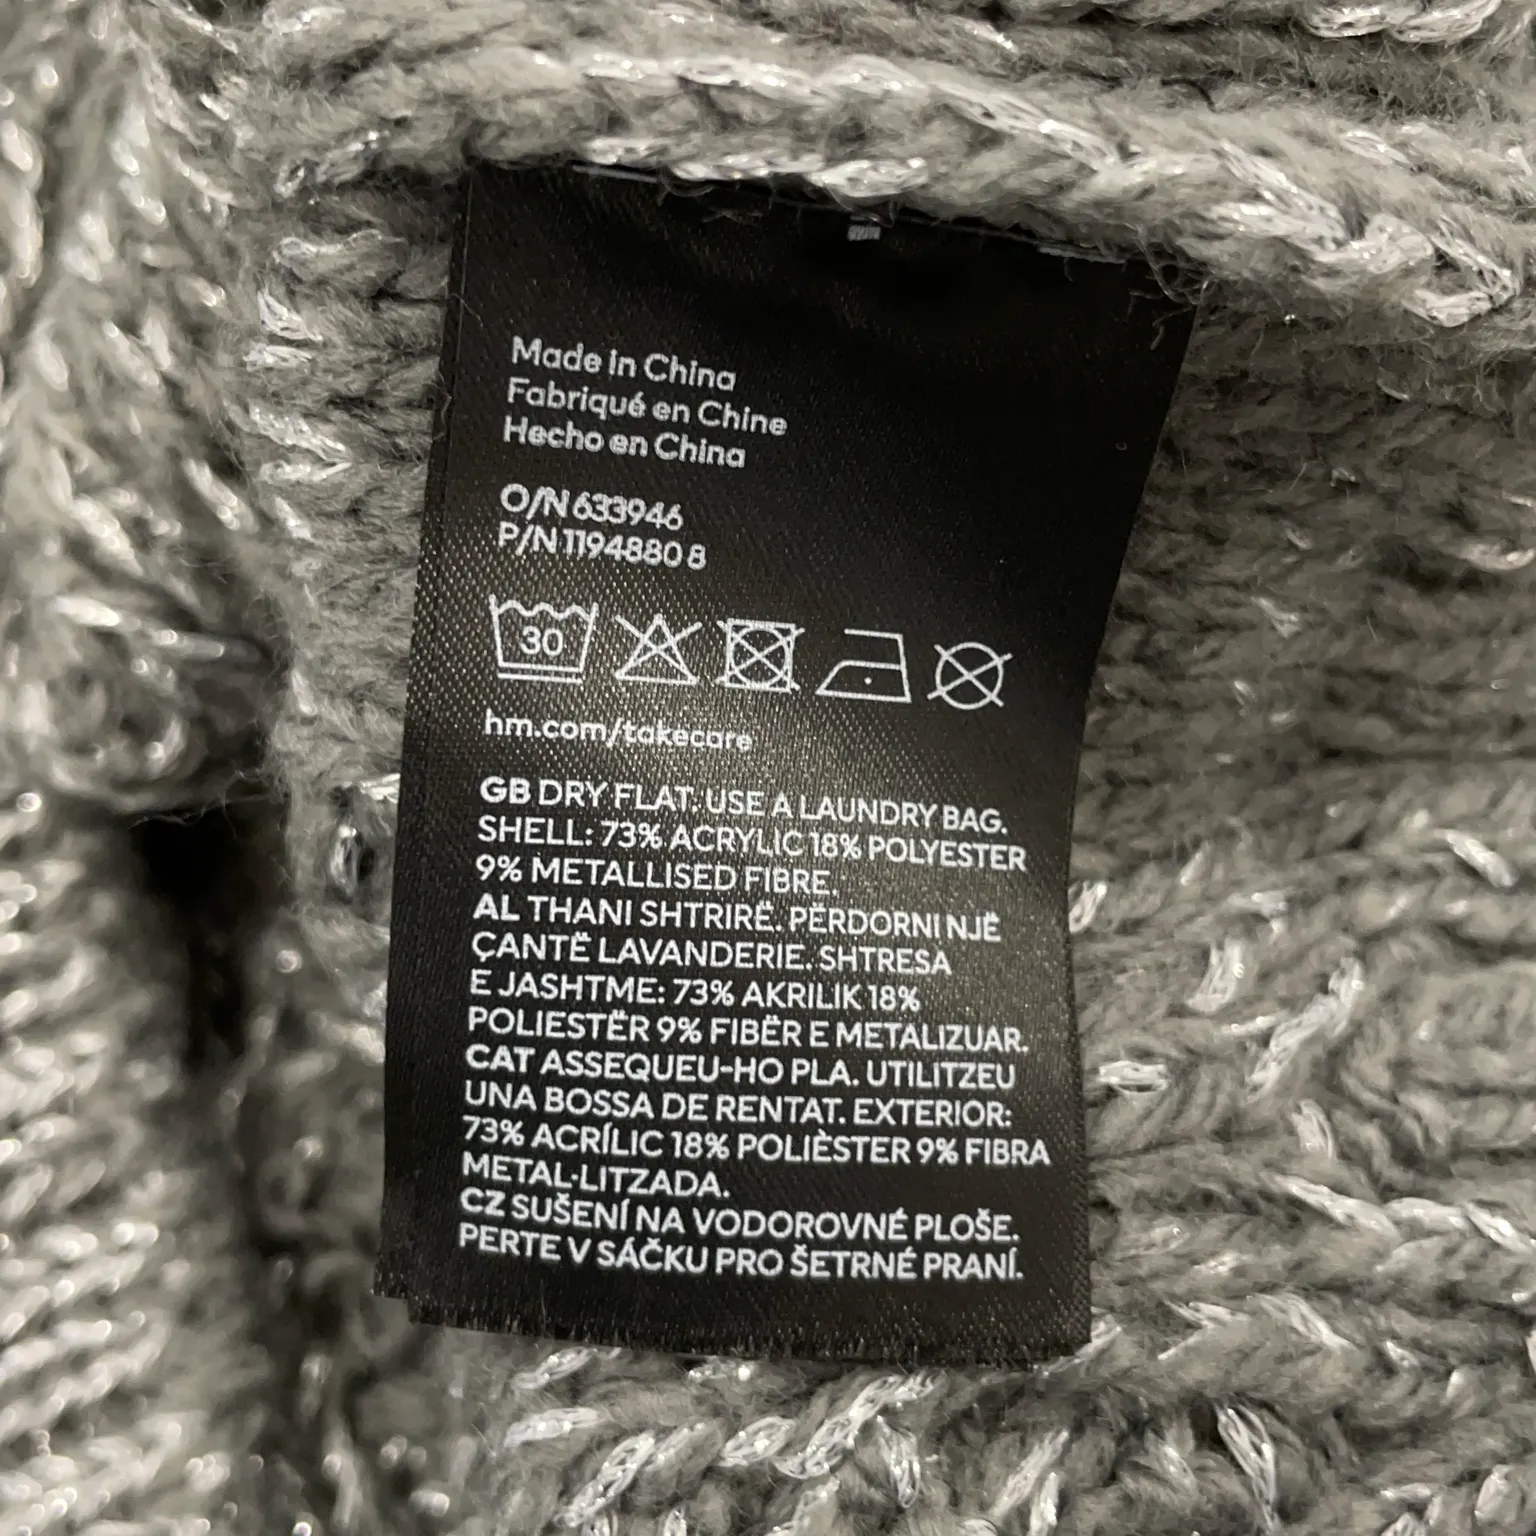 Made in China
Fabriqué en Chine
Hecho en China
O/N 633946
P/N 1194880 8
30
hm.com/takecare
GB DRY FLAT. USE A LAUNDRY BAG.
SHELL: 73% ACRYLIC 18% POLYESTER
9% METALLISED FIBRE.
AL THANI SHTRIRË. PËRDORNI NJË
ÇANTË LAVANDERIE. SHTRESA
E JASHTME: 73% AKRILIK 18%
POLIESTËR 9% FIBËR E METALIZUAR.
CAT ASSEQUEU-HO PLA. UTILITZEU
UNA BOSSA DE RENTAT. EXTERIOR:
73% ACRÍLIC 18% POLIÈSTER 9% FIBRA
METAL·LITZADA.
CZ SUŠENÍ NA VODOROVNÉ PLOŠE.
PERTE V SÁČKU PRO ŠETRNÉ PRANÍ.